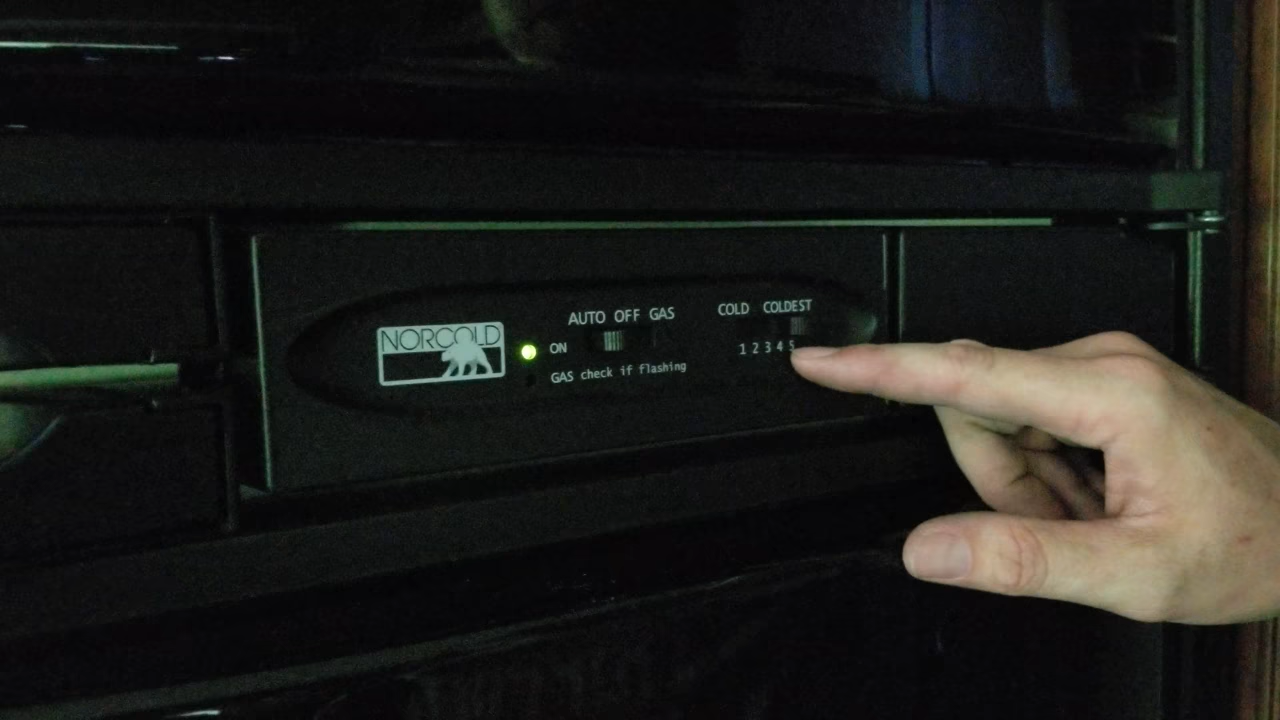 NORCOLD
AUTO OFF GAS
ON
GAS check if flashing
COLD COLDEST
1 2 3 4 5